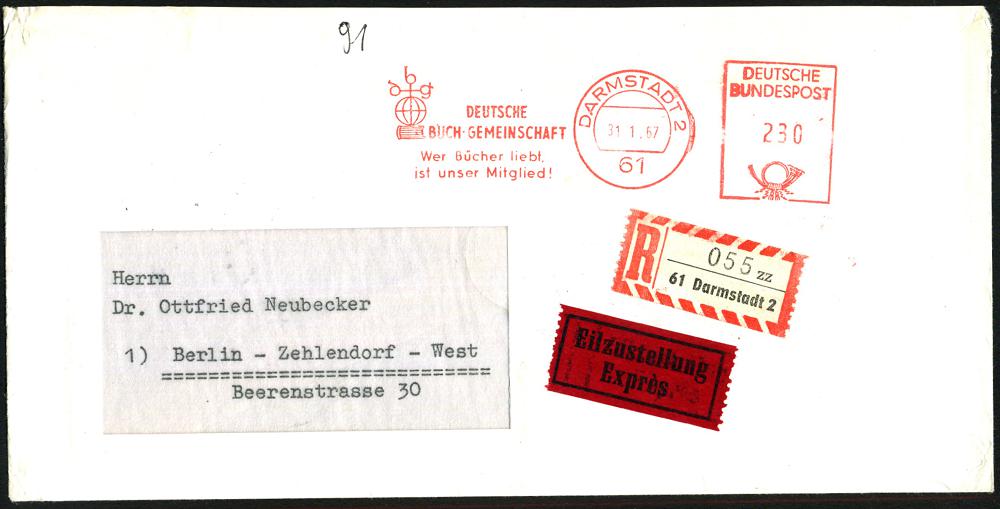 91
dbg
DEUTSCHE
BUCH-GEMEINSCHAFT
Wer Bücher liebt,
ist unser Mitglied!
DARMSTADT 2
31.1.67
61
DEUTSCHE
BUNDESPOST
230
R
055 zz
61 Darmstadt 2
Eilzustellung
Exprès.
Herrn
Dr. Ottfried Neubecker
1) Berlin - Zehlendorf - West
==============================
Beerenstrasse 30